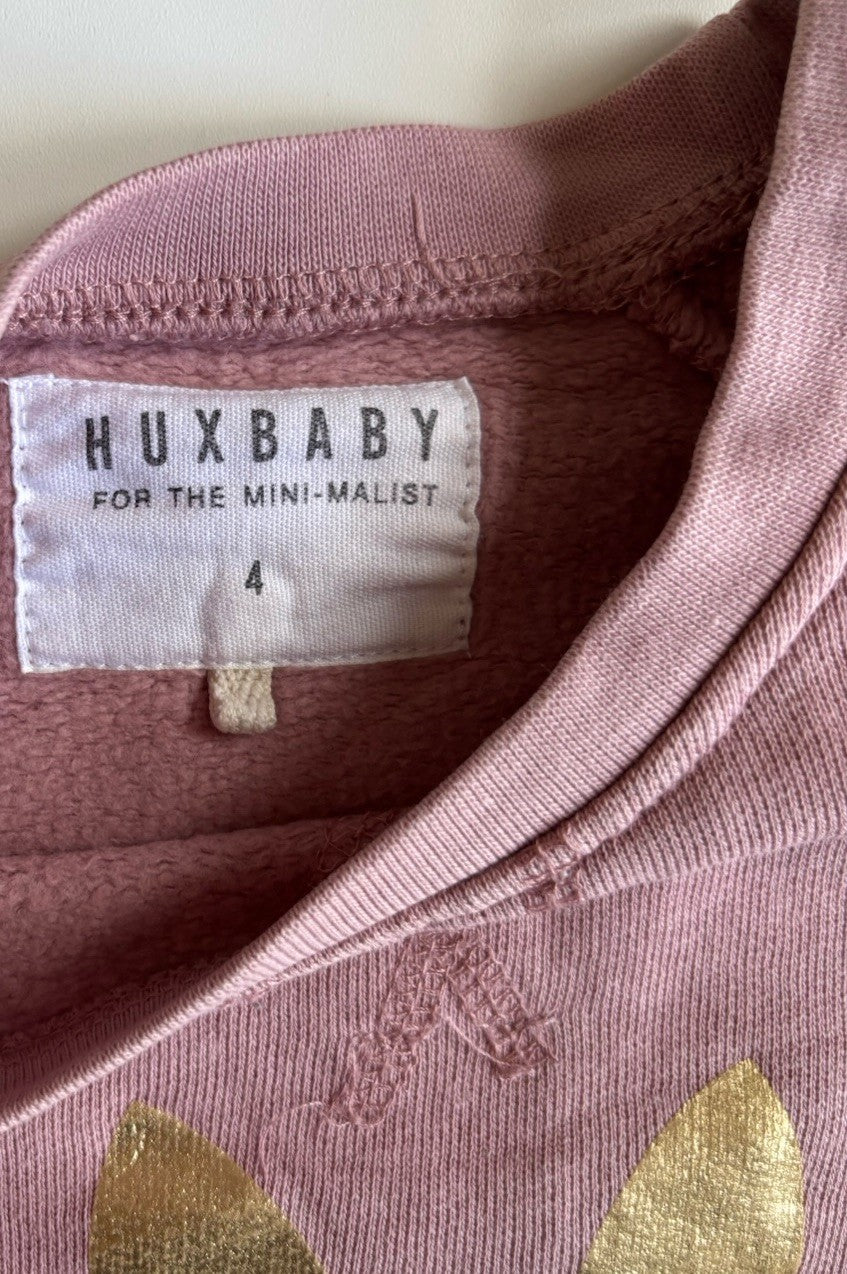 HUXBABY
FOR THE MINI-MALIST
4